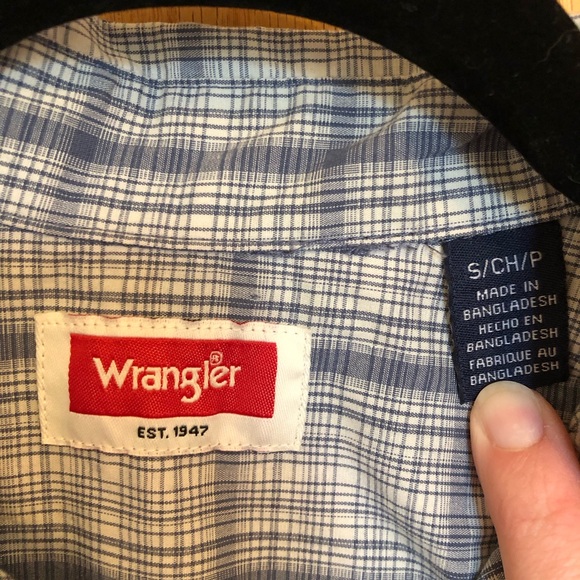 Wrangler®
EST. 1947
S/CH/P
MADE IN
BANGLADESH
HECHO EN
BANGLADESH
FABRIQUE AU
BANGLADESH